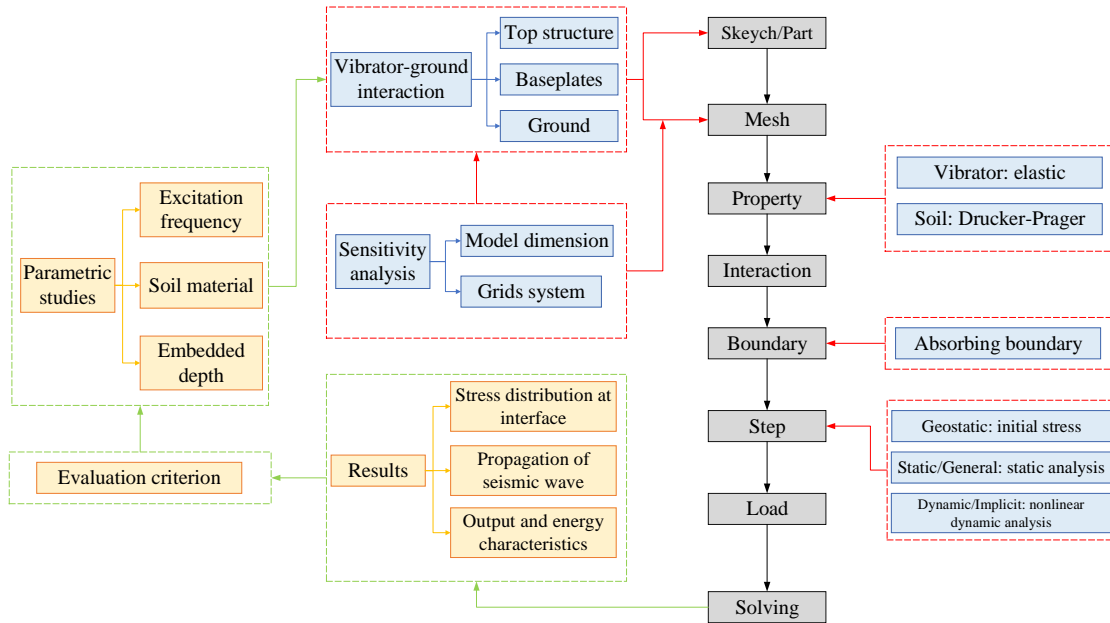 Vibrator-ground
interaction
Top structure
Baseplates
Ground
Sensitivity
analysis
Model dimension
Grids system
Parametric
studies
Excitation
frequency
Soil material
Embedded
depth
Evaluation criterion
Results
Stress distribution at
interface
Propagation of
seismic wave
Output and energy
characteristics
Skeych/Part
Mesh
Property
Interaction
Boundary
Step
Load
Solving
Vibrator: elastic
Soil: Drucker-Prager
Absorbing boundary
Geostatic: initial stress
Static/General: static analysis
Dynamic/Implicit: nonlinear
dynamic analysis